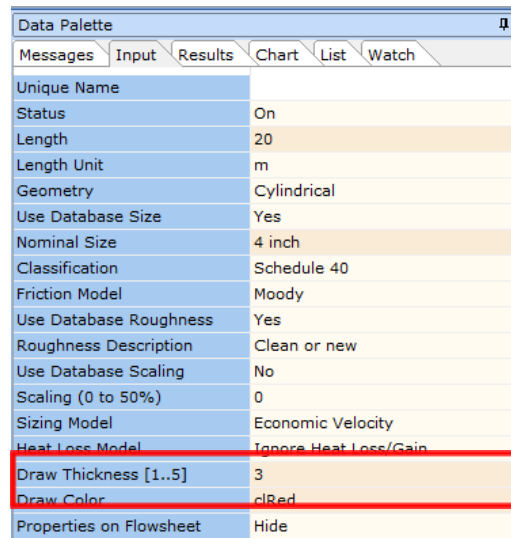 Data Palette
Messages Input Results Chart List Watch
Unique Name
Status On
Length 20
Length Unit m
Geometry Cylindrical
Use Database Size Yes
Nominal Size 4 inch
Classification Schedule 40
Friction Model Moody
Use Database Roughness Yes
Roughness Description Clean or new
Use Database Scaling No
Scaling (0 to 50%) 0
Sizing Model Economic Velocity
Heat Loss Model Ignore Heat Loss/Gain
Draw Thickness [1..5] 3
Draw Color clRed
Properties on Flowsheet Hide